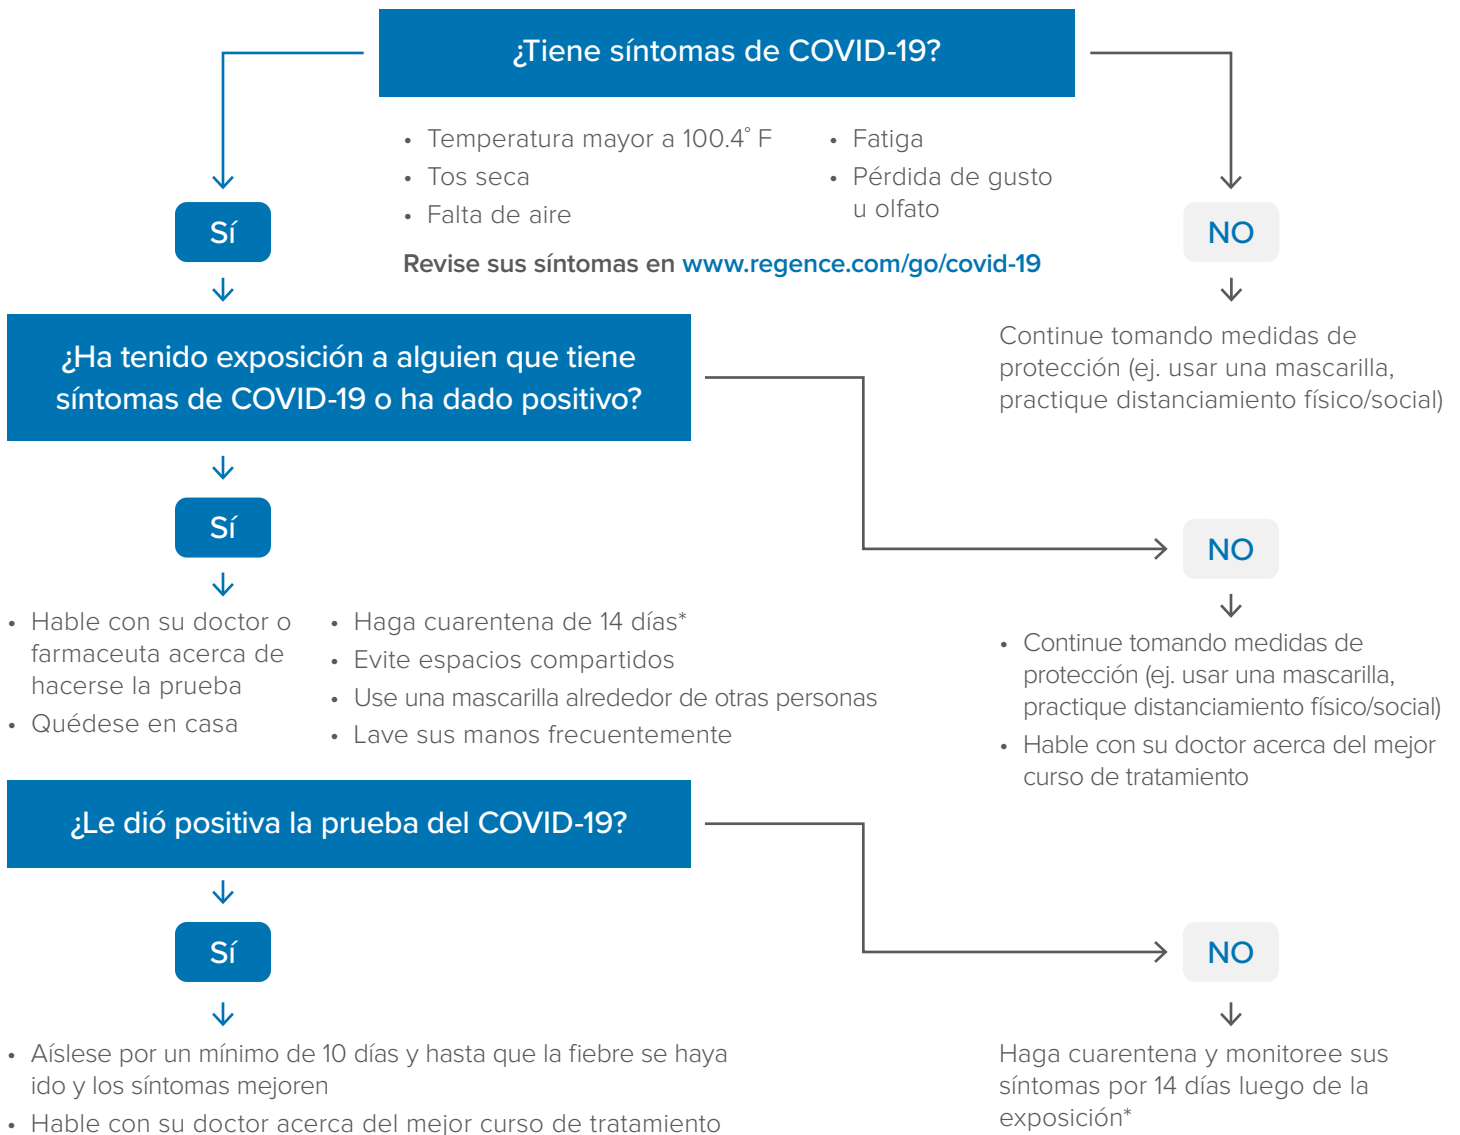 ¿Tiene síntomas de COVID-19?
• Temperatura mayor a 100.4° F
• Tos seca
• Falta de aire
• Fatiga
• Pérdida de gusto
u olfato
Revise sus síntomas en www.regence.com/go/covid-19
Sí
NO
Continue tomando medidas de
protección (ej. usar una mascarilla,
practique distanciamiento físico/social)
¿Ha tenido exposición a alguien que tiene
síntomas de COVID-19 o ha dado positivo?
Sí
NO
• Hable con su doctor o
farmaceuta acerca de
hacerse la prueba
• Quédese en casa
• Haga cuarentena de 14 días*
• Evite espacios compartidos
• Use una mascarilla alrededor de otras personas
• Lave sus manos frecuentemente
• Continue tomando medidas de
protección (ej. usar una mascarilla,
practique distanciamiento físico/social)
• Hable con su doctor acerca del mejor
curso de tratamiento
¿Le dió positiva la prueba del COVID-19?
Sí
NO
• Aíslese por un mínimo de 10 días y hasta que la fiebre se haya
ido y los síntomas mejoren
• Hable con su doctor acerca del mejor curso de tratamiento
Haga cuarentena y monitoree sus
síntomas por 14 días luego de la
exposición*